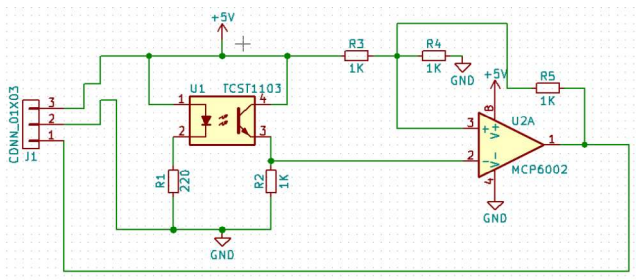 +5V
R3
1K
R4
1K
GND
+5V
R5
1K
CONN_01X03
J1
3
2
1
U1 TCST1103
1
4
2
3
R1
220
R2
1K
GND
8
V+
U2A
3
+
2
-
1
V-
4
MCP6002
GND